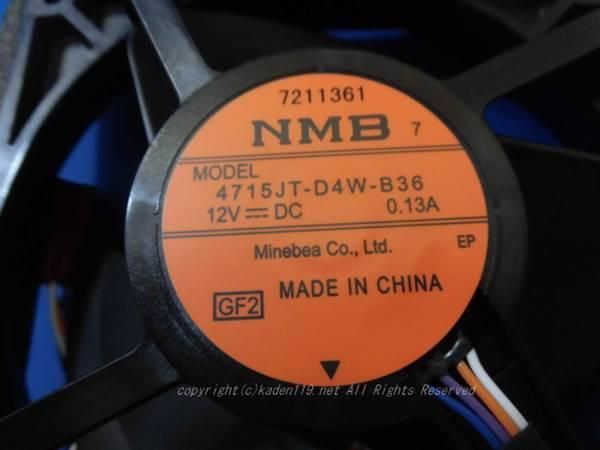 7211361
NMB 7
MODEL
4715JT-D4W-B36
12V⎓DC 0.13A
Minebea Co., Ltd. EP
GF2 MADE IN CHINA
copyright(c)kaden119.net All Rights Reserved